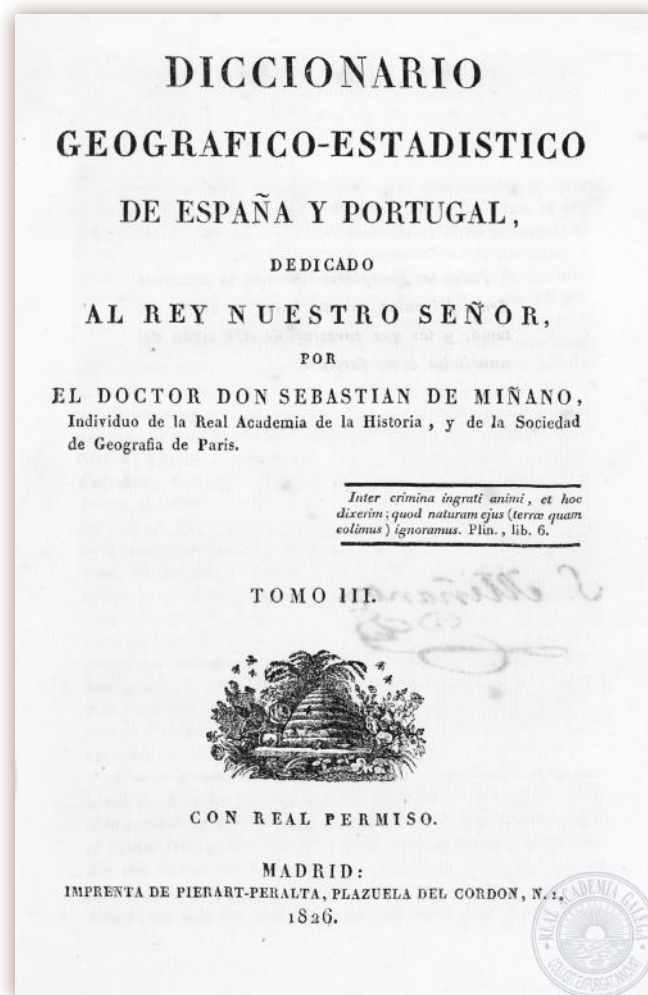 DICCIONARIO
GEOGRAFICO-ESTADISTICO
DE ESPAÑA Y PORTUGAL,
DEDICADO
AL REY NUESTRO SEÑOR,
POR
EL DOCTOR DON SEBASTIAN DE MIÑANO,
Individuo de la Real Academia de la Historia, y de la Sociedad
de Geografia de Paris.
Inter crimina ingrati animi, et hoc
dixerim; quod naturam ejus (terræ quam
colimus) ignoramus. Plin., lib. 6.
TOMO III.
CON REAL PERMISO.
MADRID:
IMPRENTA DE PIERART-PERALTA, PLAZUELA DEL CORDON, N. 1,
1826.
REAL ACADEMIA GALEGA
COLLIGIT EXPURGAT INNOVAT